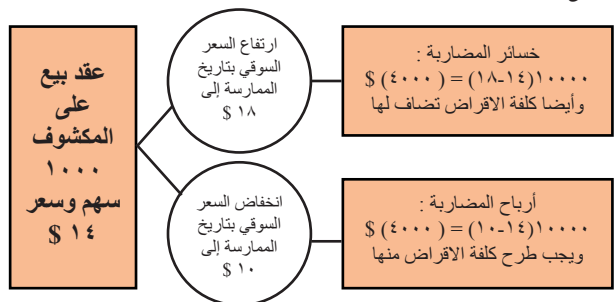 عقد بيع
على
المكشوف
١٠٠٠
سهم وسعر
١٤ $
ارتفاع السعر
السوقي بتاريخ
الممارسة إلى
١٨ $
خسائر المضاربة :
١٠٠٠٠(١٤-١٨) = ( ٤٠٠٠ ) $
وأيضا كلفة الاقراض تضاف لها
انخفاض السعر
السوقي بتاريخ
الممارسة إلى
١٠ $
أرباح المضاربة :
١٠٠٠٠(١٤-١٠) = ( ٤٠٠٠ ) $
ويجب طرح كلفة الاقراض منها